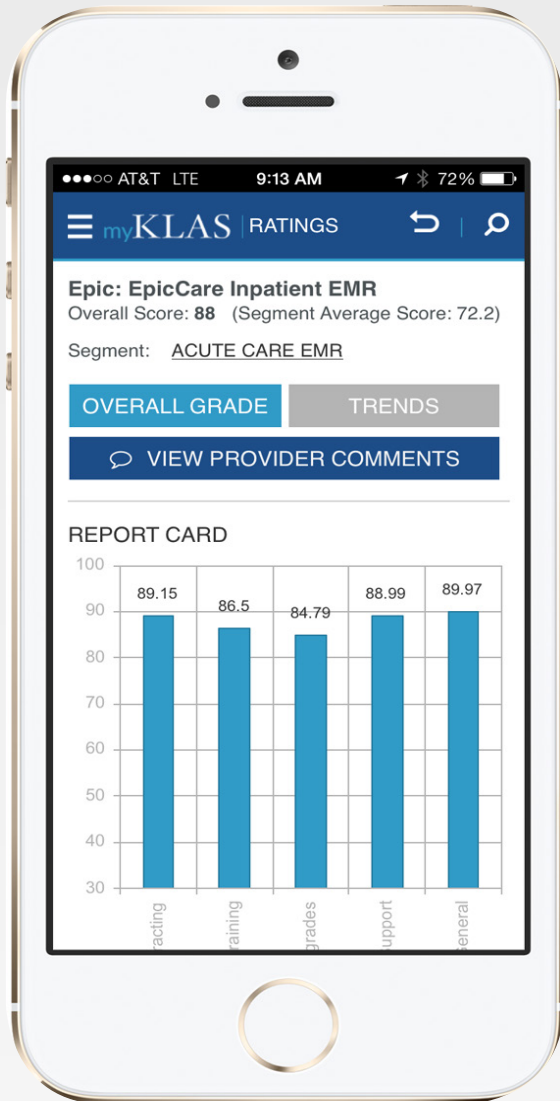 AT&T LTE 9:13 AM 72%
myKLAS RATINGS
Epic: EpicCare Inpatient EMR
Overall Score: 88 (Segment Average Score: 72.2)
Segment: ACUTE CARE EMR
OVERALL GRADE TRENDS
VIEW PROVIDER COMMENTS
REPORT CARD
100
89.15 86.5 84.79 88.99 89.97
90
80
70
60
50
40
30